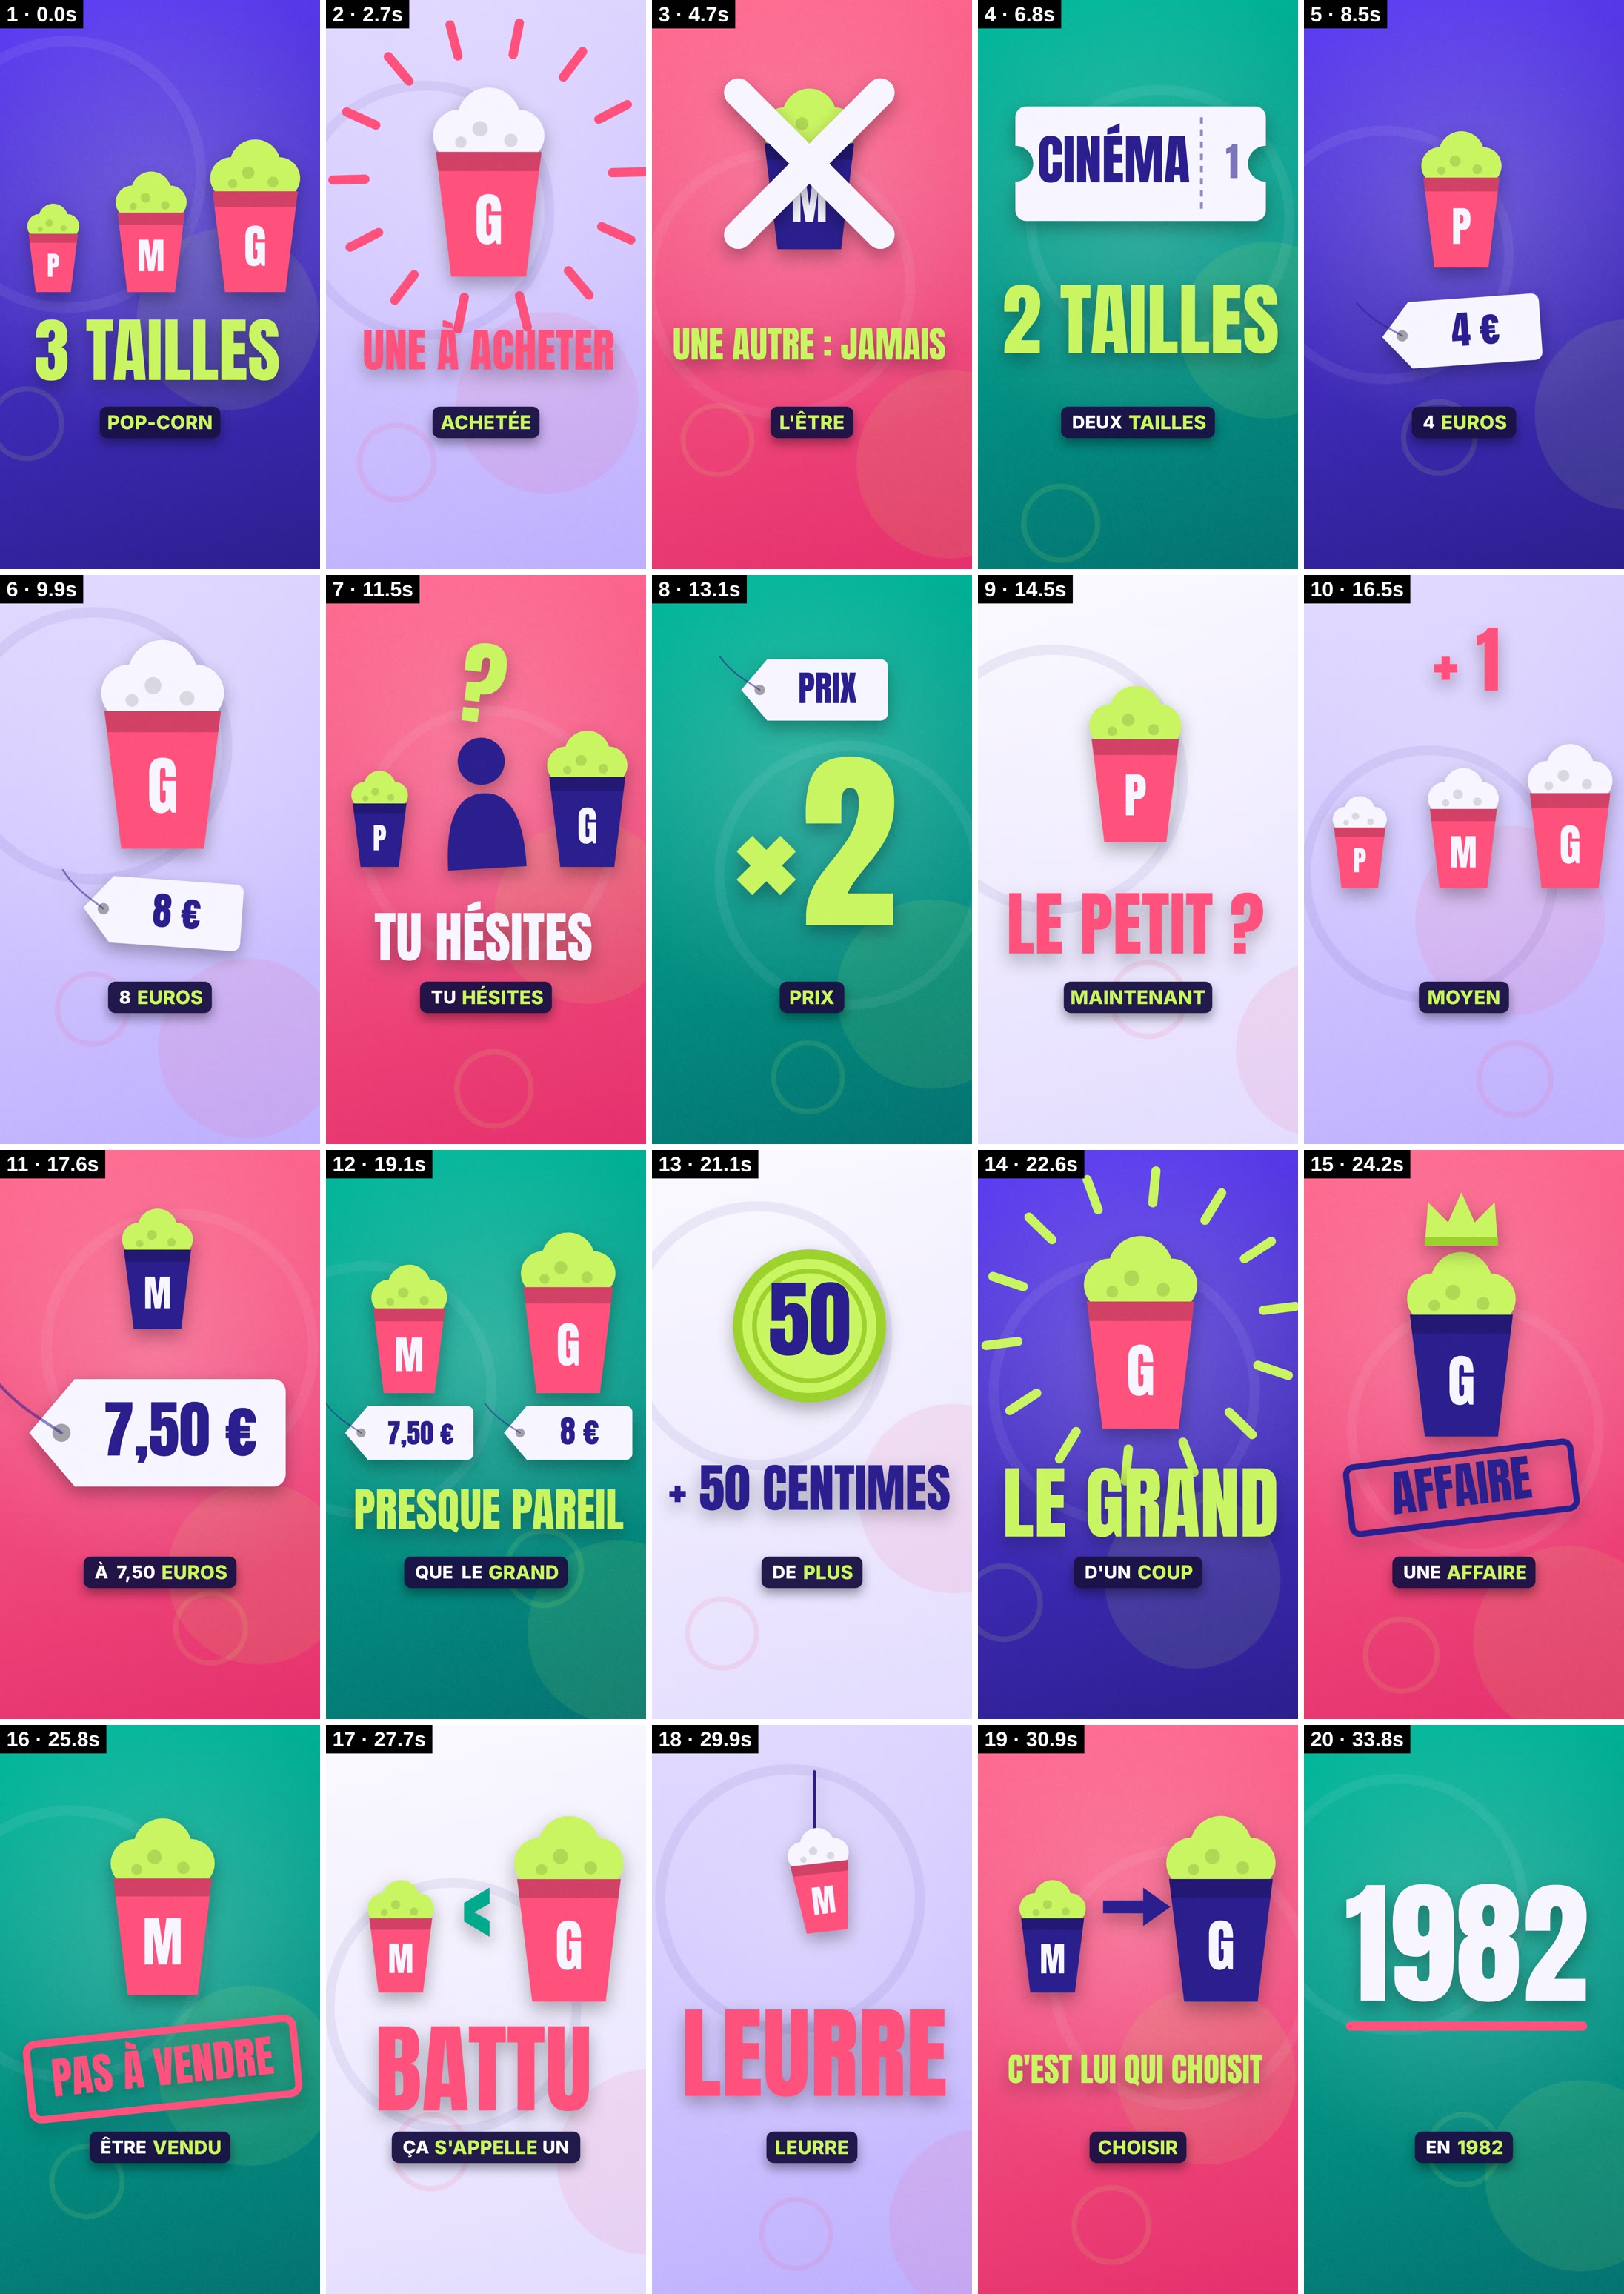 1 · 0.0s
P
M
G
3 TAILLES
POP-CORN
2 · 2.7s
G
UNE À ACHETER
ACHETÉE
3 · 4.7s
M
UNE AUTRE : JAMAIS
L'ÊTRE
4 · 6.8s
CINÉMA 1
2 TAILLES
DEUX TAILLES
5 · 8.5s
P
4 €
4 EUROS
6 · 9.9s
G
8 €
8 EUROS
7 · 11.5s
?
P
G
TU HÉSITES
TU HÉSITES
8 · 13.1s
PRIX
×2
PRIX
9 · 14.5s
P
LE PETIT ?
MAINTENANT
10 · 16.5s
+ 1
P
M
G
MOYEN
11 · 17.6s
M
7,50 €
À 7,50 EUROS
12 · 19.1s
M
G
7,50 €
8 €
PRESQUE PAREIL
QUE LE GRAND
13 · 21.1s
50
+ 50 CENTIMES
DE PLUS
14 · 22.6s
G
LE GRAND
D'UN COUP
15 · 24.2s
G
AFFAIRE
UNE AFFAIRE
16 · 25.8s
M
PAS À VENDRE
ÊTRE VENDU
17 · 27.7s
M
<
G
BATTU
ÇA S'APPELLE UN
18 · 29.9s
M
LEURRE
LEURRE
19 · 30.9s
M
G
C'EST LUI QUI CHOISIT
CHOISIR
20 · 33.8s
1982
EN 1982